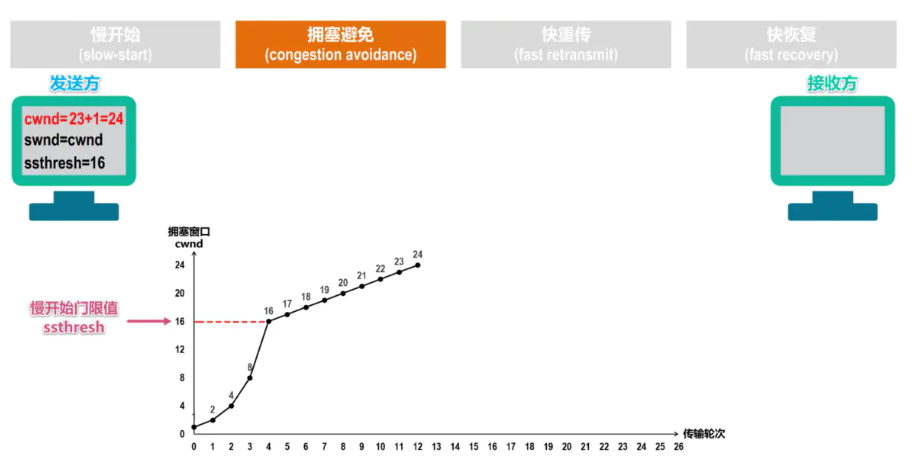 慢开始
(slow-start)
拥塞避免
(congestion avoidance)
快重传
(fast retransmit)
快恢复
(fast recovery)
发送方
接收方
cwnd=23+1=24
swnd=cwnd
ssthresh=16
拥塞窗口
cwnd
24
20
16
12
8
4
0
慢开始门限值
ssthresh
2
4
8
16
17
18
19
20
21
22
23
24
0 1 2 3 4 5 6 7 8 9 10 11 12 13 14 15 16 17 18 19 20 21 22 23 24 25 26
传输轮次